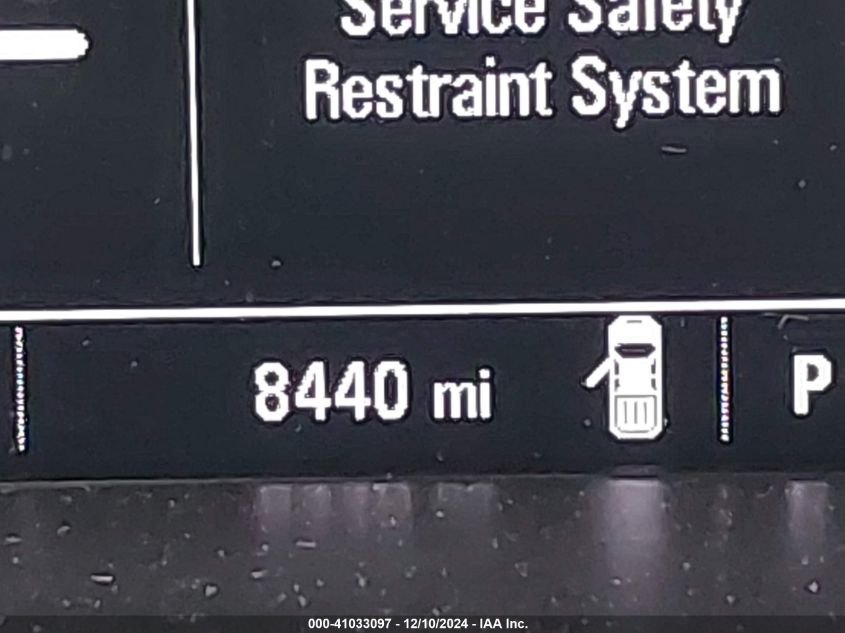 Service Safety
Restraint System
8440 mi
P
000-41033097 - 12/10/2024 - IAA Inc.